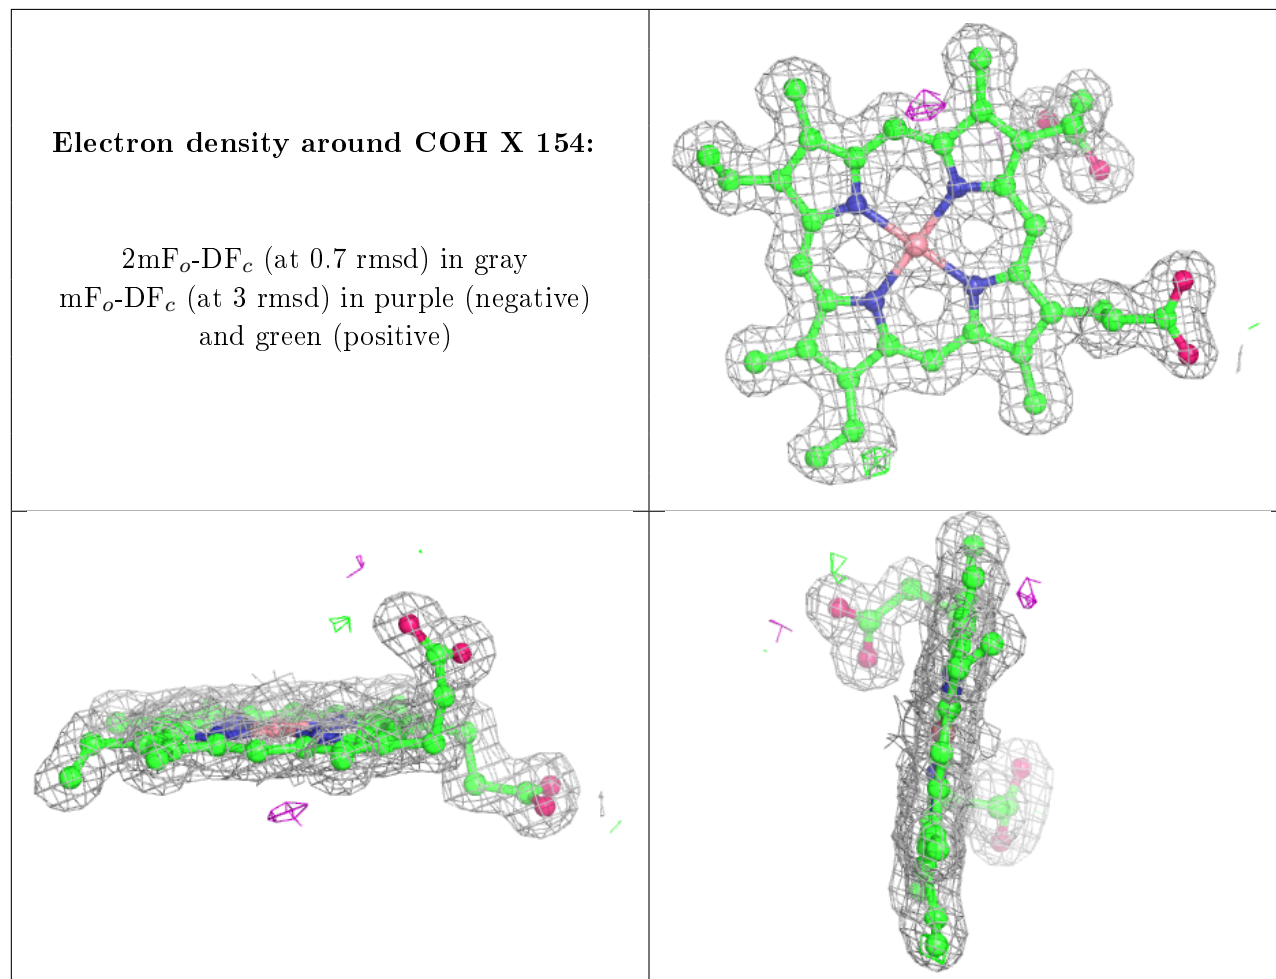 Electron density around COH X 154:
2mFₒ-DF𝑐 (at 0.7 rmsd) in gray
mFₒ-DF𝑐 (at 3 rmsd) in purple (negative)
and green (positive)